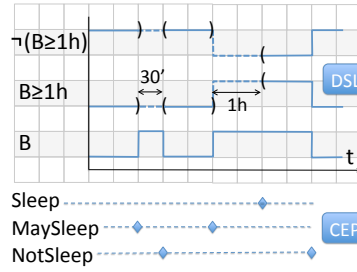 ¬(B≥1h)
30'
DSL
B≥1h
1h
B
t
Sleep
MaySleep
CEP
NotSleep